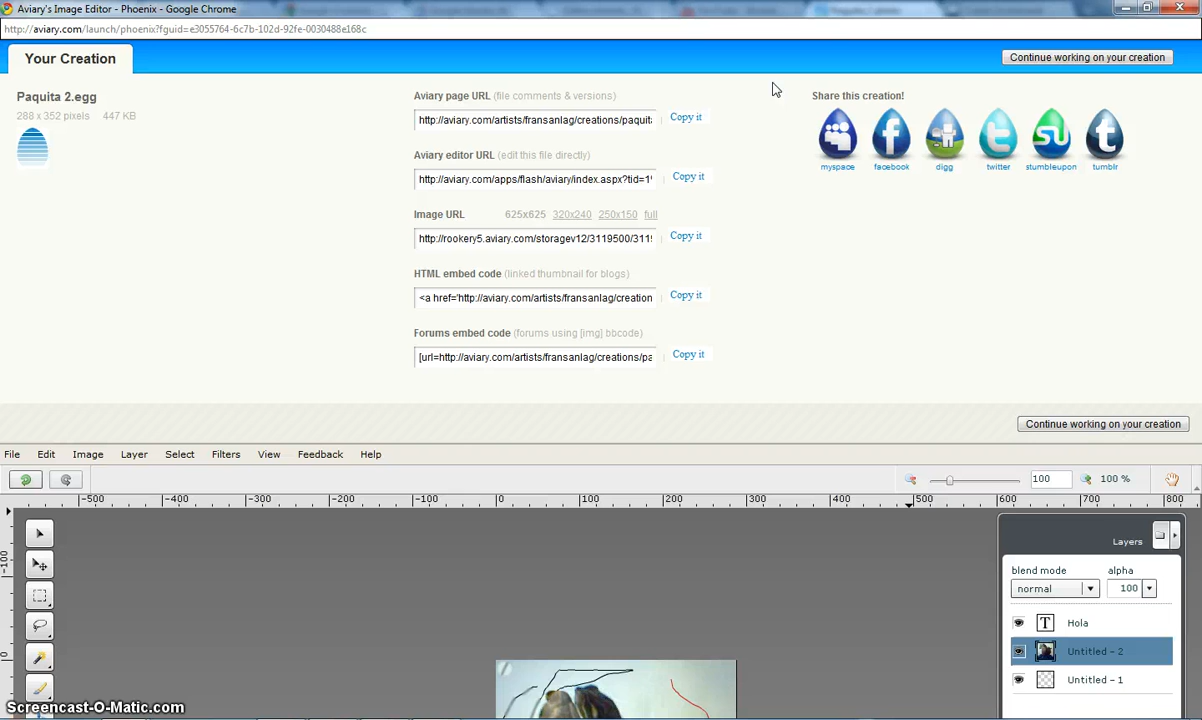 Aviary's Image Editor - Phoenix - Google Chrome
http://aviary.com/launch/phoenix?fguid=e3055764-6c7b-102d-92fe-0030488e168c
Your Creation
Continue working on your creation
Paquita 2.egg
288 x 352 pixels 447 KB
Aviary page URL (file comments & versions)
http://aviary.com/artists/fransanlag/creations/paquita
Copy it
Aviary editor URL (edit this file directly)
http://aviary.com/apps/flash/aviary/index.aspx?tid=1
Copy it
Image URL 625x625 320x240 250x150 full
http://rookery5.aviary.com/storagev12/3119500/311
Copy it
HTML embed code (linked thumbnail for blogs)
<a href='http://aviary.com/artists/fransanlag/creation
Copy it
Forums embed code (forums using [img] bbcode)
[url=http://aviary.com/artists/fransanlag/creations/pa
Copy it
Share this creation!
myspace facebook digg twitter stumbleupon tumblr
Continue working on your creation
File Edit Image Layer Select Filters View Feedback Help
100 100 %
-500 -400 -300 -200 -100 0 100 200 300 400 500 600 700 800
-100
0
Layers
blend mode alpha
normal 100
T Hola
Untitled - 2
Untitled - 1
Screencast-O-Matic.com